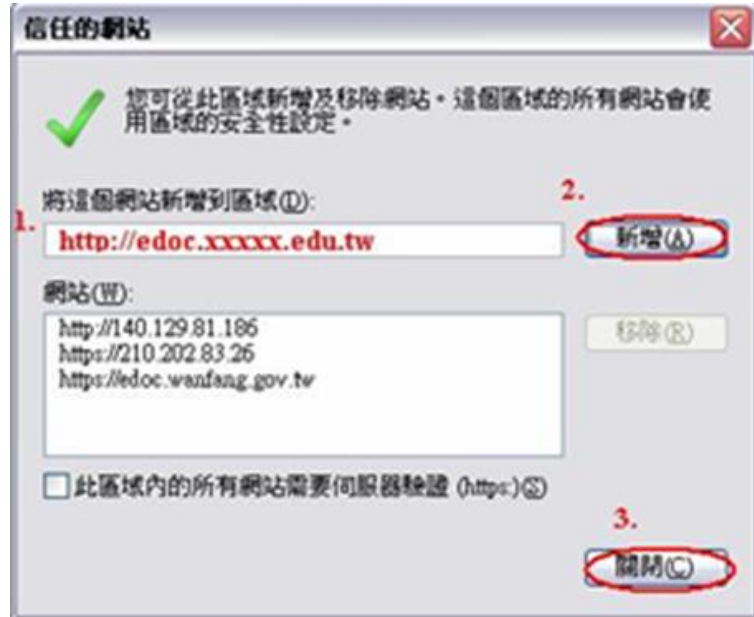 信任的網站
您可從此區域新增及移除網站。這個區域的所有網站會使
用區域的安全性設定。
將這個網站新增到區域(D):
2.
1.
http://edoc.xxxxx.edu.tw
新增(A)
網站(W):
http://140.129.81.186
https://210.202.83.26
https://edoc.wanfang.gov.tw
移除(R)
此區域內的所有網站需要伺服器驗證 (https:)(S)
3.
關閉(C)